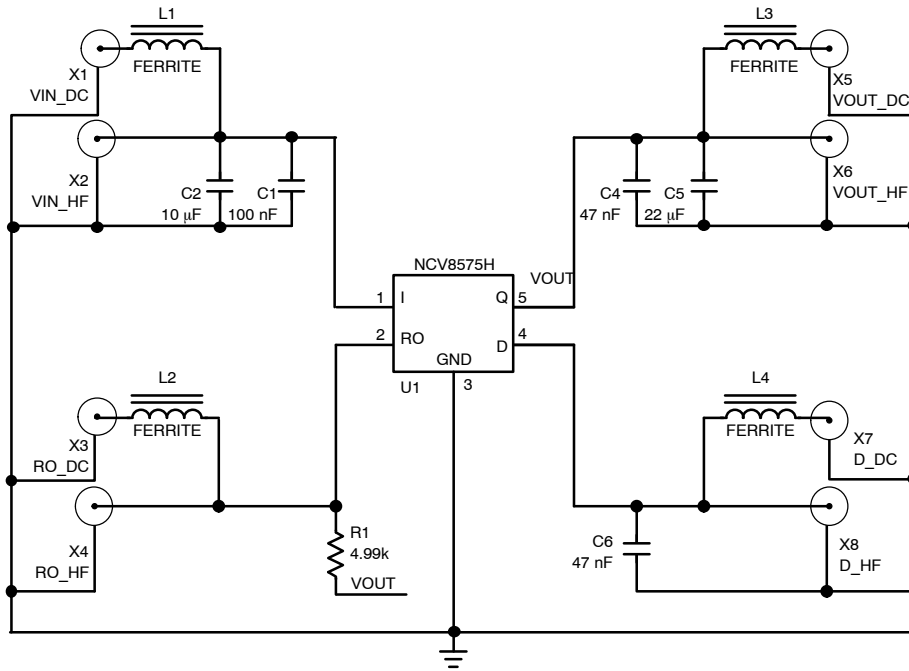 L1
FERRITE
X1
VIN_DC
X2
VIN_HF
C2
10 µF
C1
100 nF
L3
FERRITE
X5
VOUT_DC
X6
VOUT_HF
C4
47 nF
C5
22 µF
NCV8575H
VOUT
1
I
Q
5
2
RO
D
4
GND
U1
3
L2
FERRITE
X3
RO_DC
X4
RO_HF
R1
4.99k
VOUT
L4
FERRITE
X7
D_DC
X8
D_HF
C6
47 nF